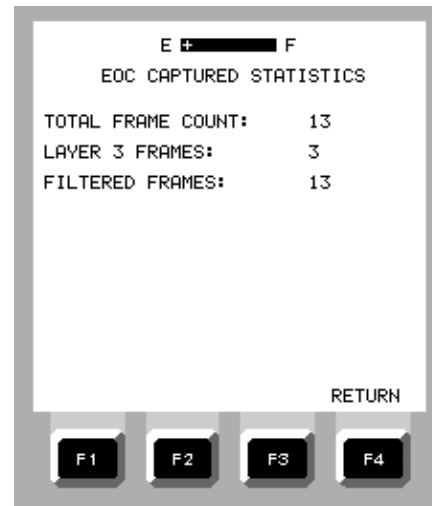 E + F
EOC CAPTURED STATISTICS
TOTAL FRAME COUNT: 13
LAYER 3 FRAMES: 3
FILTERED FRAMES: 13
RETURN
F1 F2 F3 F4